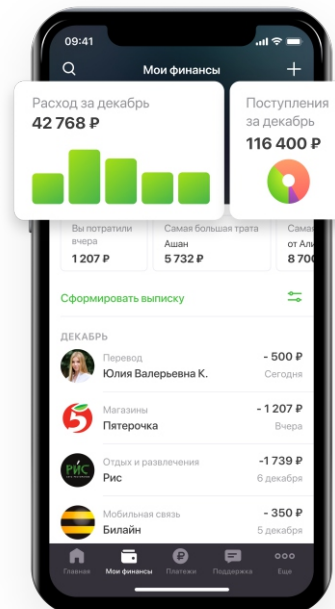 09:41
Мои финансы
Расход за декабрь
42 768 ₽
Поступления
за декабрь
116 400 ₽
Вы потратили
вчера
1 207 ₽
Самая большая трата
Ашан
5 732 ₽
от Али
8 700
Сформировать выписку
ДЕКАБРЬ
Перевод
Юлия Валерьевна К.
- 500 ₽
Сегодня
5
Магазины
Пятерочка
- 1 207 ₽
Вчера
РИС
Отдых и развлечения
Рис
-1 739 ₽
6 декабря
Мобильная связь
Билайн
- 350 ₽
5 декабря
Главная
Мои финансы
Платежи
Поддержка
Еще